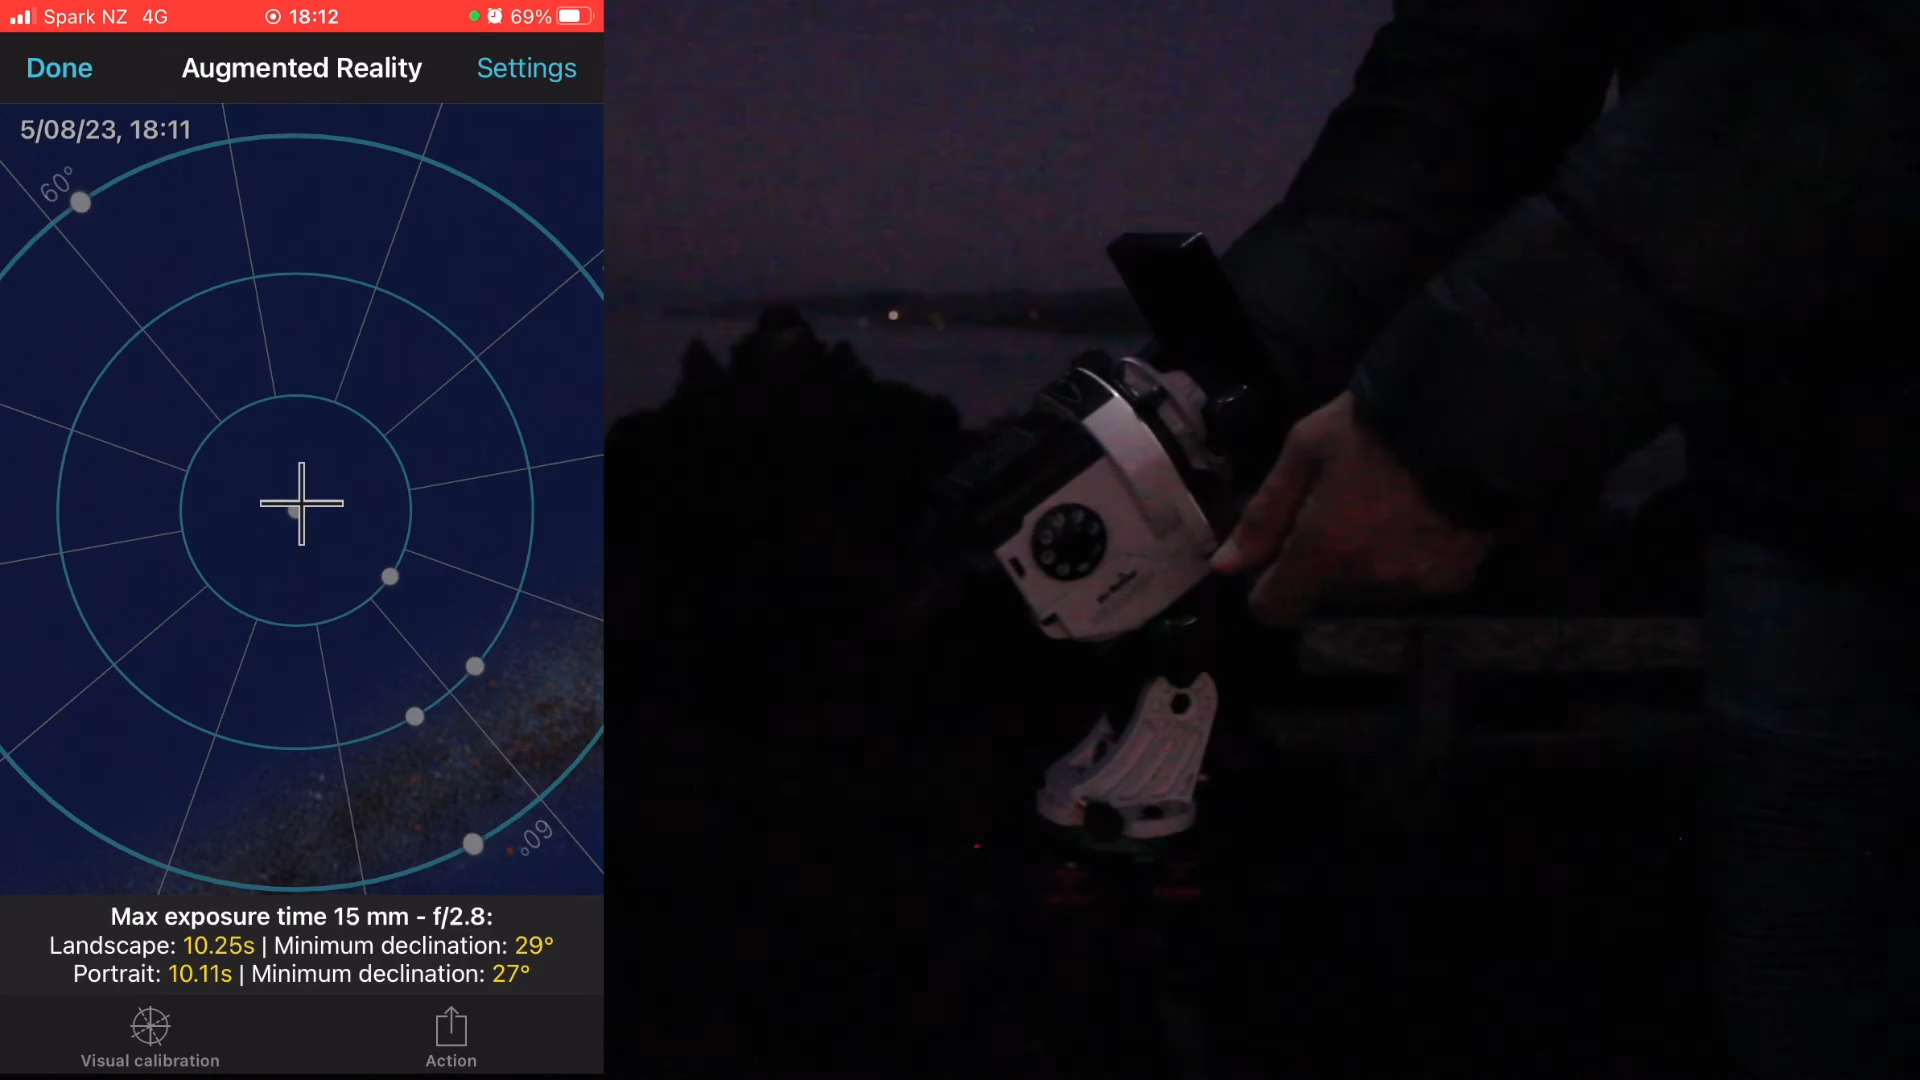 Spark NZ 4G 18:12 69%
Done Augmented Reality Settings
5/08/23, 18:11
60°
60°
Max exposure time 15 mm - f/2.8:
Landscape: 10.25s | Minimum declination: 29°
Portrait: 10.11s | Minimum declination: 27°
Visual calibration Action